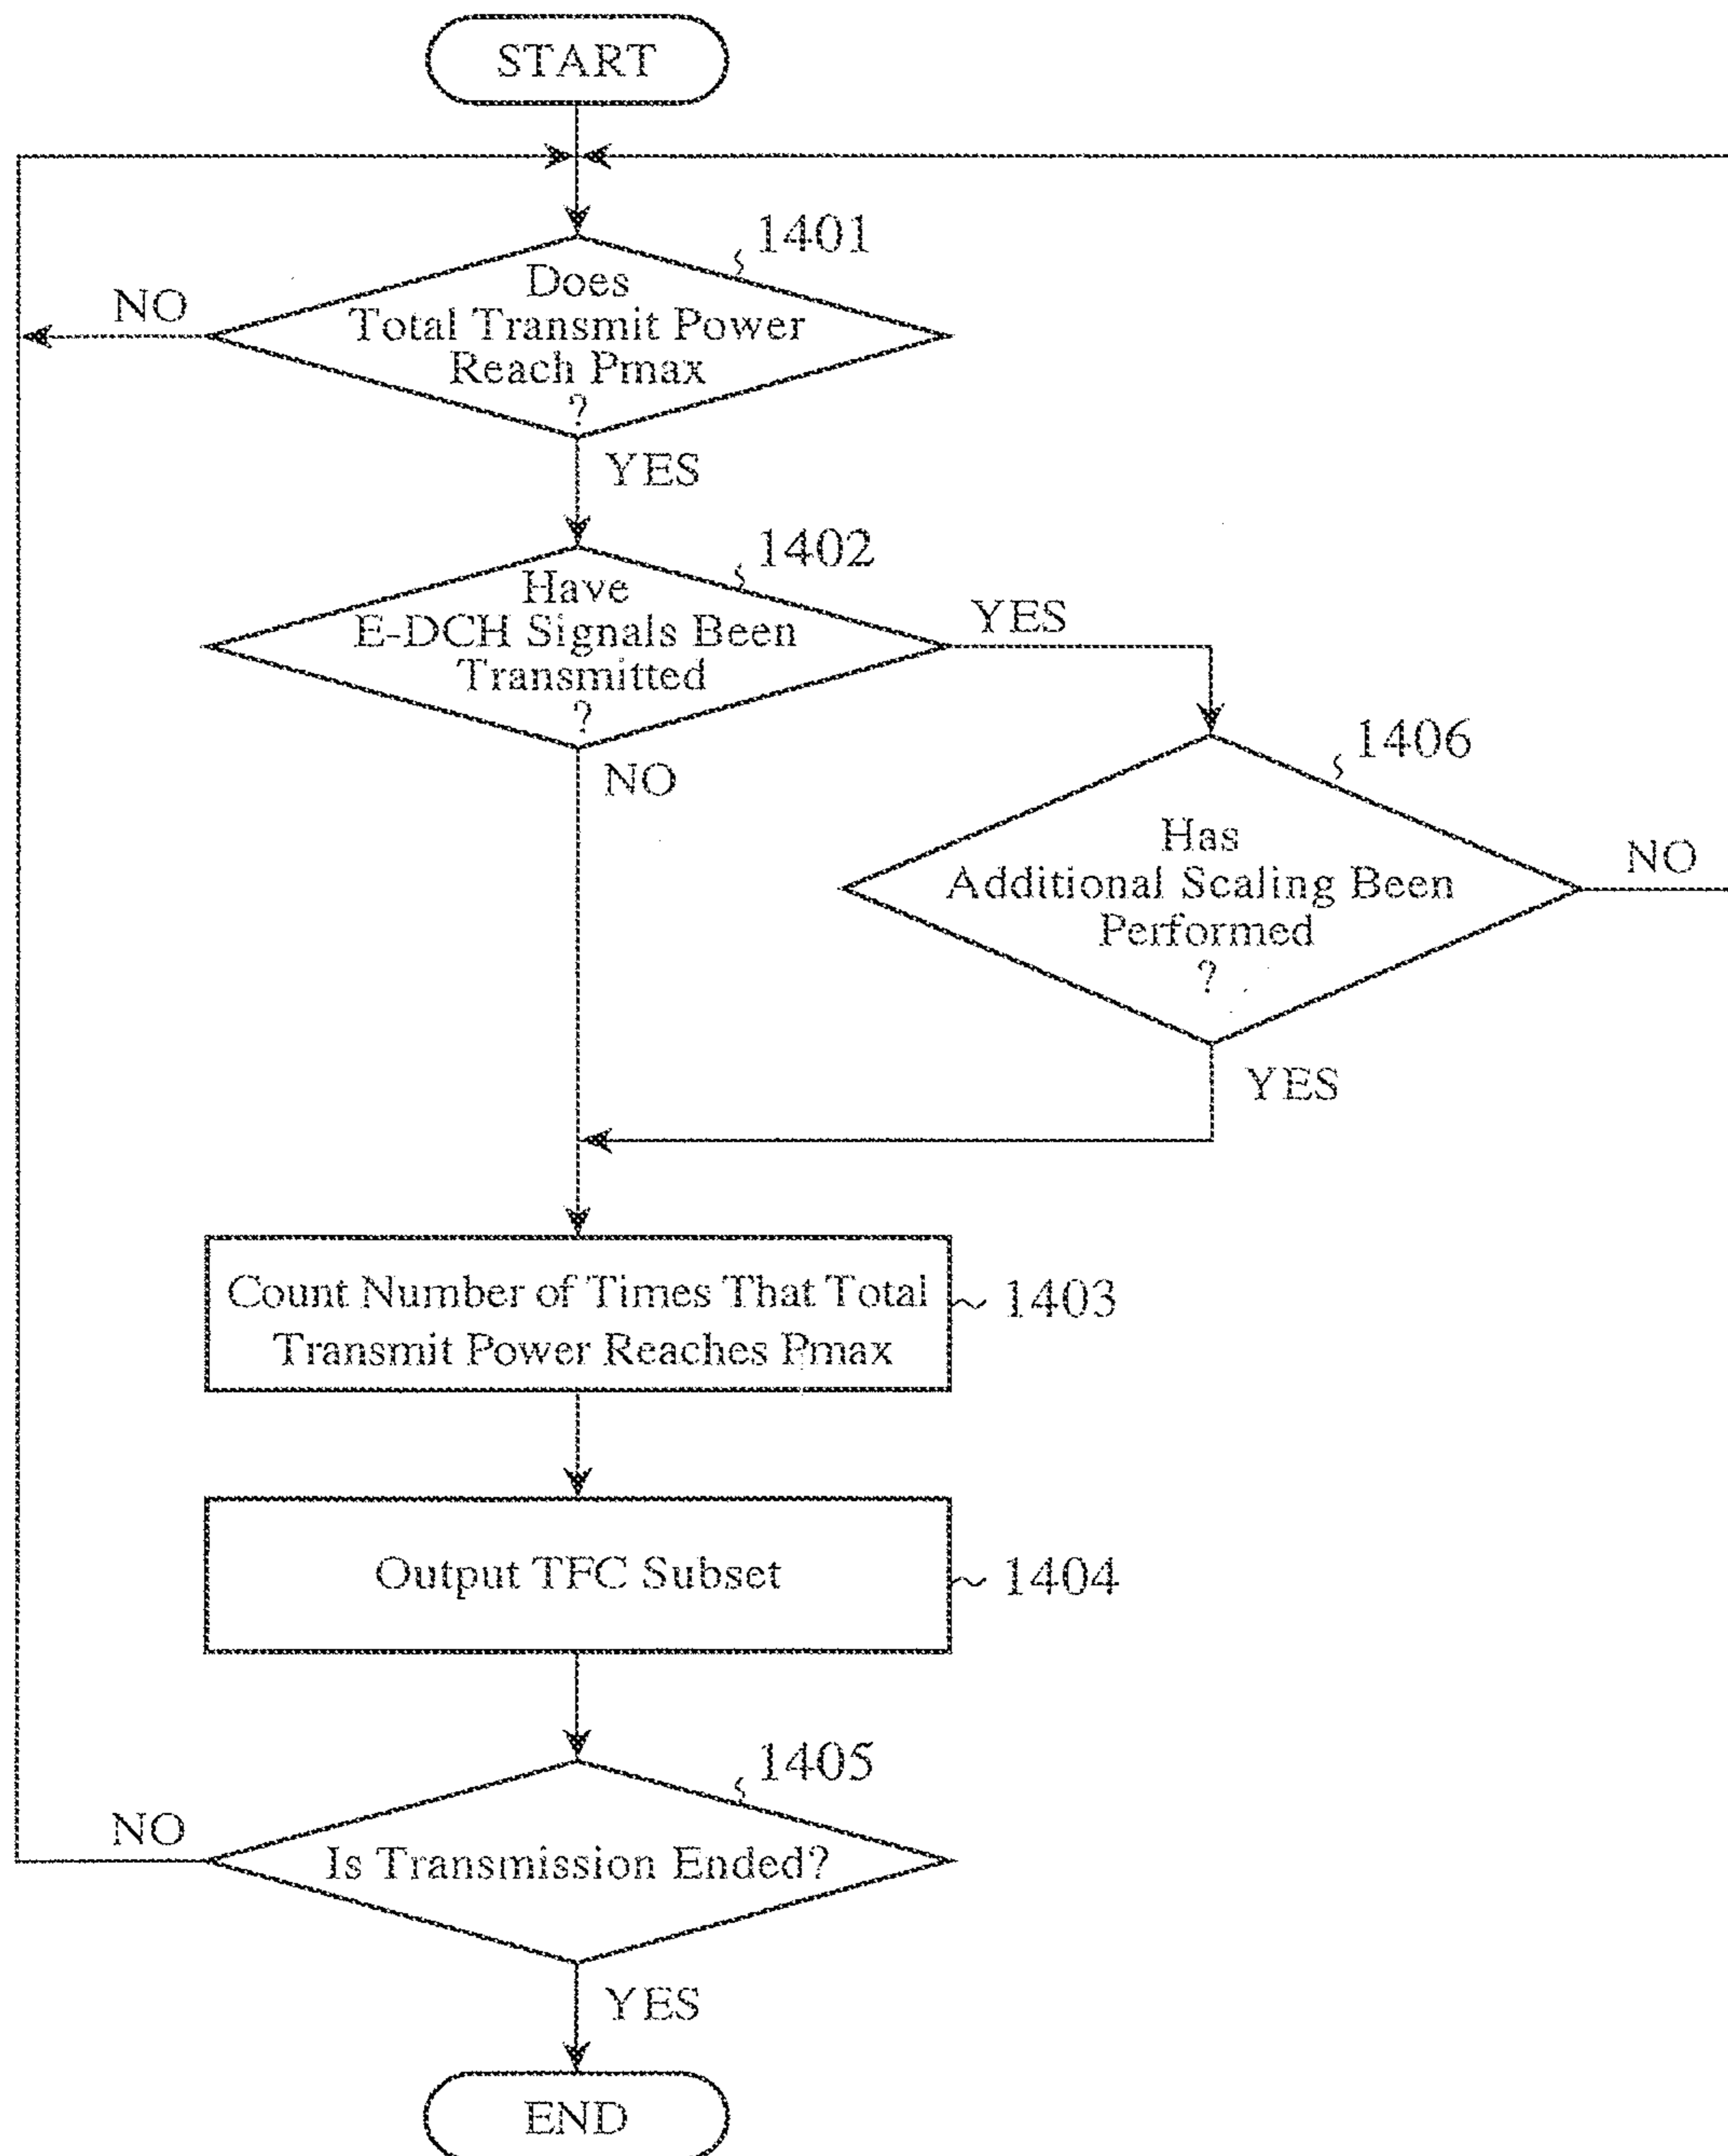 START
1401
Does
Total Transmit Power
Reach Pmax
?
NO
YES
1402
Have
E-DCH Signals Been
Transmitted
?
YES
NO
1406
Has
Additional Scaling Been
Performed
?
NO
YES
Count Number of Times That Total
Transmit Power Reaches Pmax
1403
Output TFC Subset
1404
1405
Is Transmission Ended?
NO
YES
END